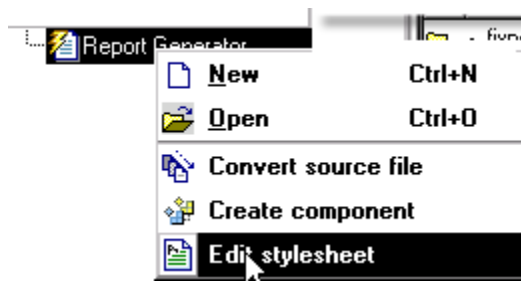 Report Generator
New Ctrl+N
Open Ctrl+O
Convert source file
Create component
Edit stylesheet